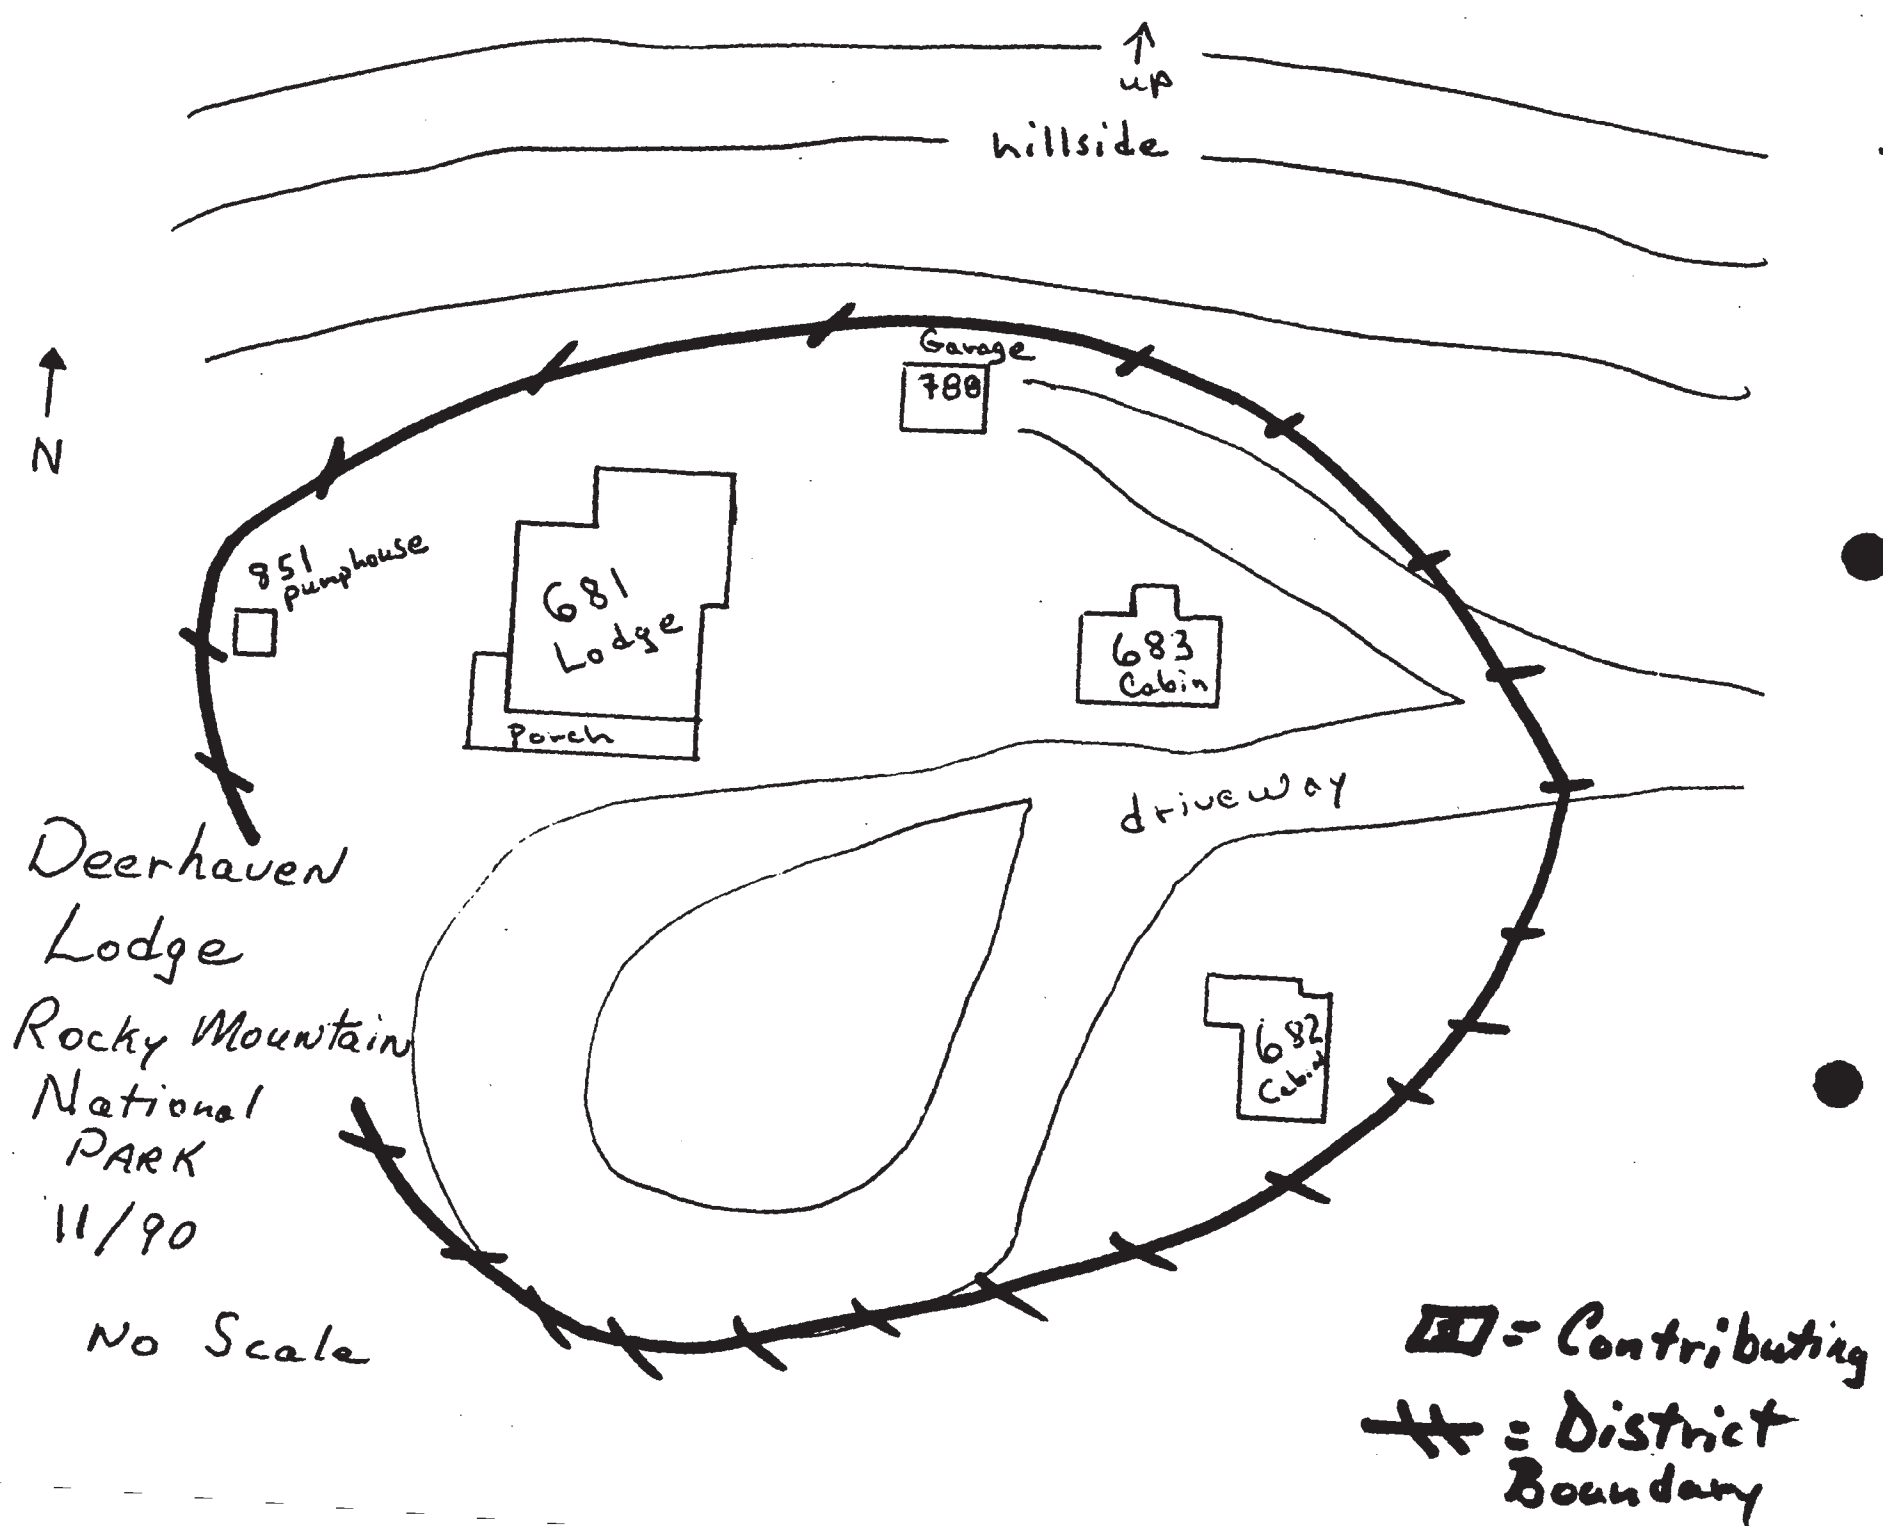 ↑
up
hillside
↑
N
Garage
788
851
pumphouse
681
Lodge
Porch
683
Cabin
driveway
682
Cabin
Deerhaven
Lodge
Rocky Mountain
National
PARK
11/90
No Scale
= Contributing
= District
Boundary